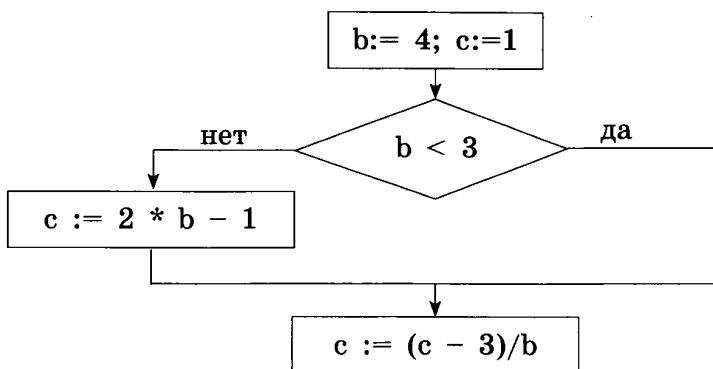 b:= 4; c:=1
нет
да
b < 3
c := 2 * b − 1
c := (c − 3)/b